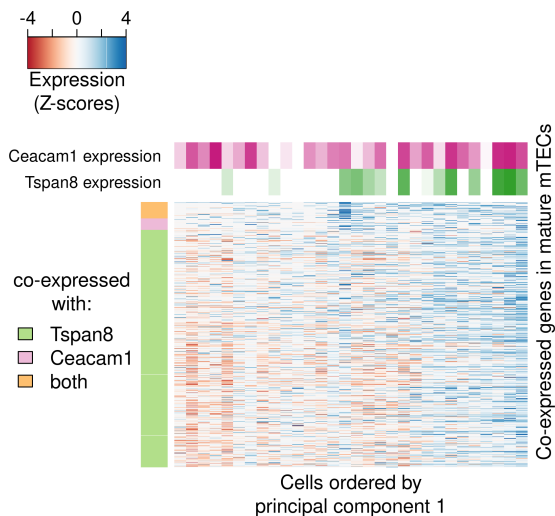 -4 0 4
Expression
(Z-scores)
Ceacam1 expression
Tspan8 expression
co-expressed
with:
Tspan8
Ceacam1
both
Co-expressed genes in mature mTECs
Cells ordered by
principal component 1